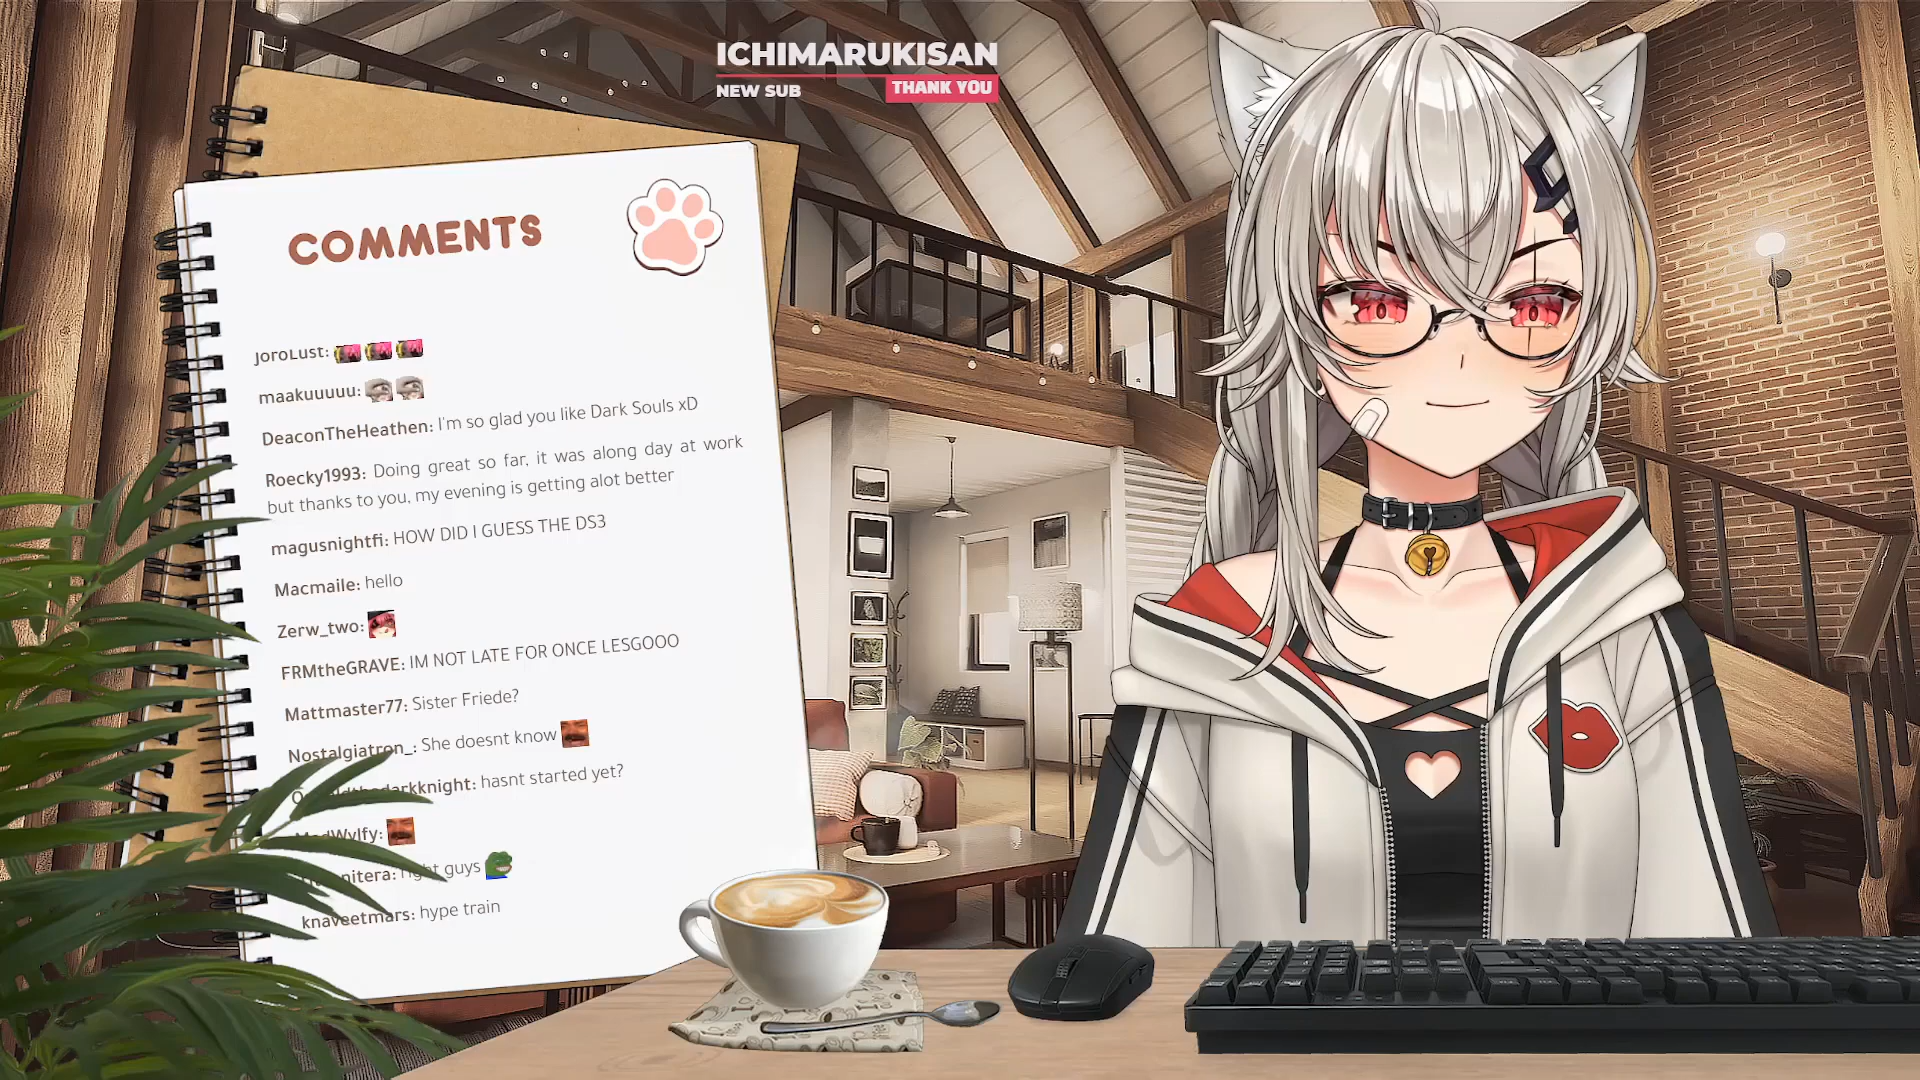 ICHIMARUKISAN
NEW SUB
THANK YOU
COMMENTS
joroLust:
maakuuuuu:
DeaconTheHeathen: I'm so glad you like Dark Souls xD
Roecky1993: Doing great so far, it was along day at work
but thanks to you, my evening is getting alot better
magusnightfi: HOW DID I GUESS THE DS3
Macmaile: hello
Zerw_two:
FRMtheGRAVE: IM NOT LATE FOR ONCE LESGOOO
Mattmaster77: Sister Friede?
Nostalgiatron_: She doesnt know
hasnt started yet?
right guys
knaveetmars: hype train